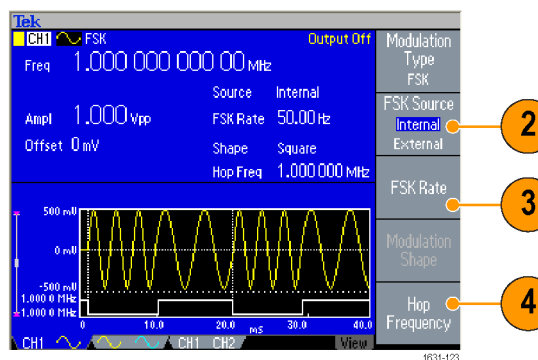 Tek
CH1 FSK Output Off
Freq 1.000 000 000 00 MHz
Source Internal
Ampl 1.000 Vpp FSK Rate 50.00 Hz
Offset 0 mV Shape Square
Hop Freq 1.000 000 MHz
500 mV
0 mV
-500 mV
1.000 0 MHz
1.000 0 MHz
0 10.0 20.0 30.0 40.0
ms
CH1 CH1 CH2 View
Modulation
Type
FSK
FSK Source
Internal
External
2
FSK Rate
3
Modulation
Shape
Hop
Frequency
4
1631-123